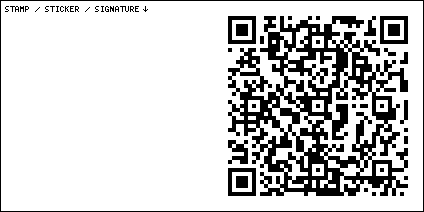 STAMP / STICKER / SIGNATURE ↓